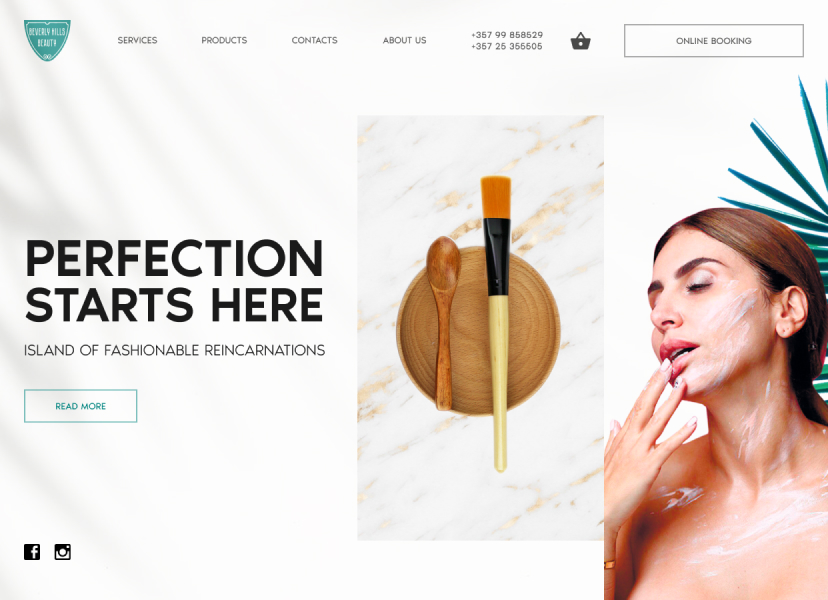 BEVERLY HILLS
BEAUTY
SERVICES
PRODUCTS
CONTACTS
ABOUT US
+357 99 858529
+357 25 355505
ONLINE BOOKING
PERFECTION
STARTS HERE
ISLAND OF FASHIONABLE REINCARNATIONS
READ MORE